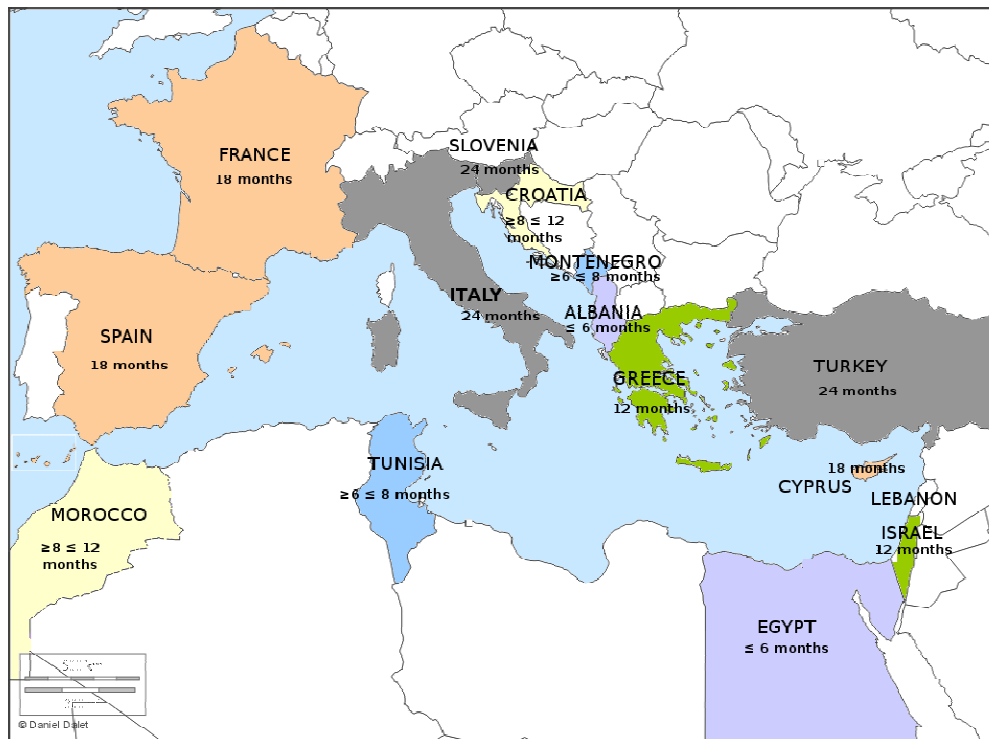 SLOVENIA
24 months
FRANCE
18 months
CROATIA
≥8 ≤ 12
months
MONTENEGRO
≥6 ≤ 8 months
ITALY
24 months
ALBANIA
≤ 6 months
SPAIN
18 months
TURKEY
24 months
GREECE
12 months
TUNISIA
≥6 ≤ 8 months
18 months
CYPRUS
LEBANON
MOROCCO
≥8 ≤ 12
months
ISRAEL
12 months
EGYPT
≤ 6 months
© Daniel Dalet